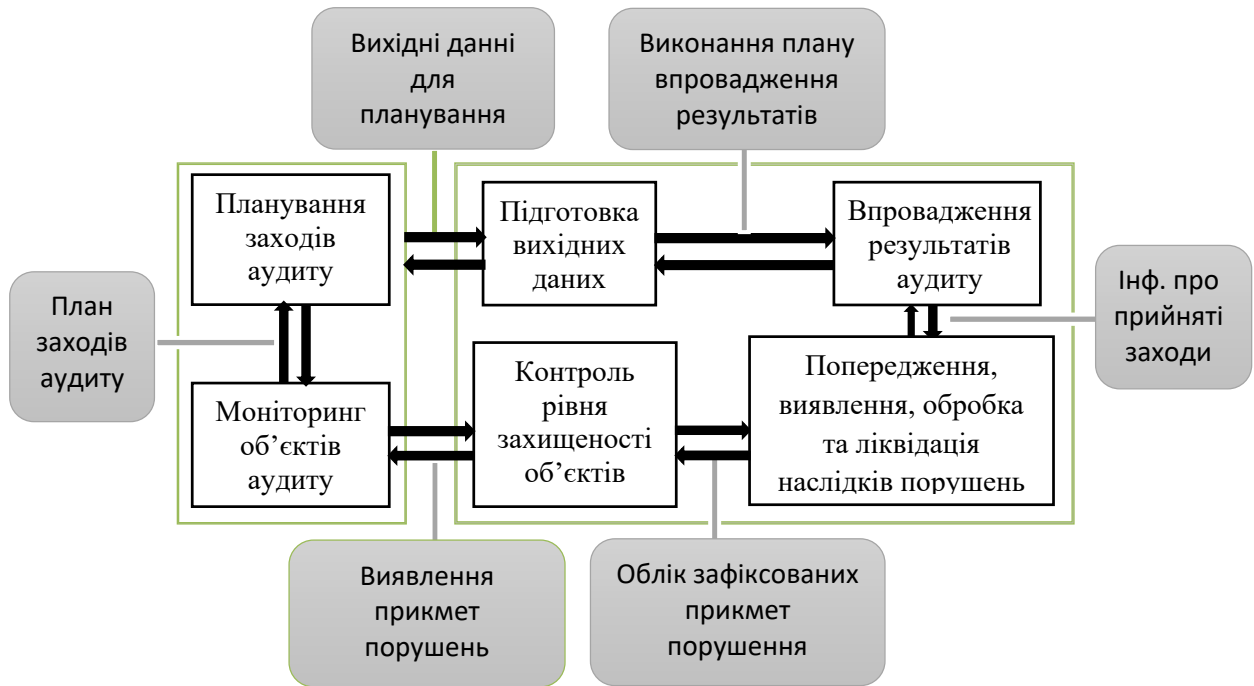 Вихідні данні
для
планування
Виконання плану
впровадження
результатів
Планування
заходів
аудиту
Підготовка
вихідних
даних
Впровадження
результатів
аудиту
План
заходів
аудиту
Інф. про
прийняті
заходи
Моніторинг
об’єктів
аудиту
Контроль
рівня
захищеності
об’єктів
Попередження,
виявлення, обробка
та ліквідація
наслідків порушень
Виявлення
прикмет
порушень
Облік зафіксованих
прикмет
порушення